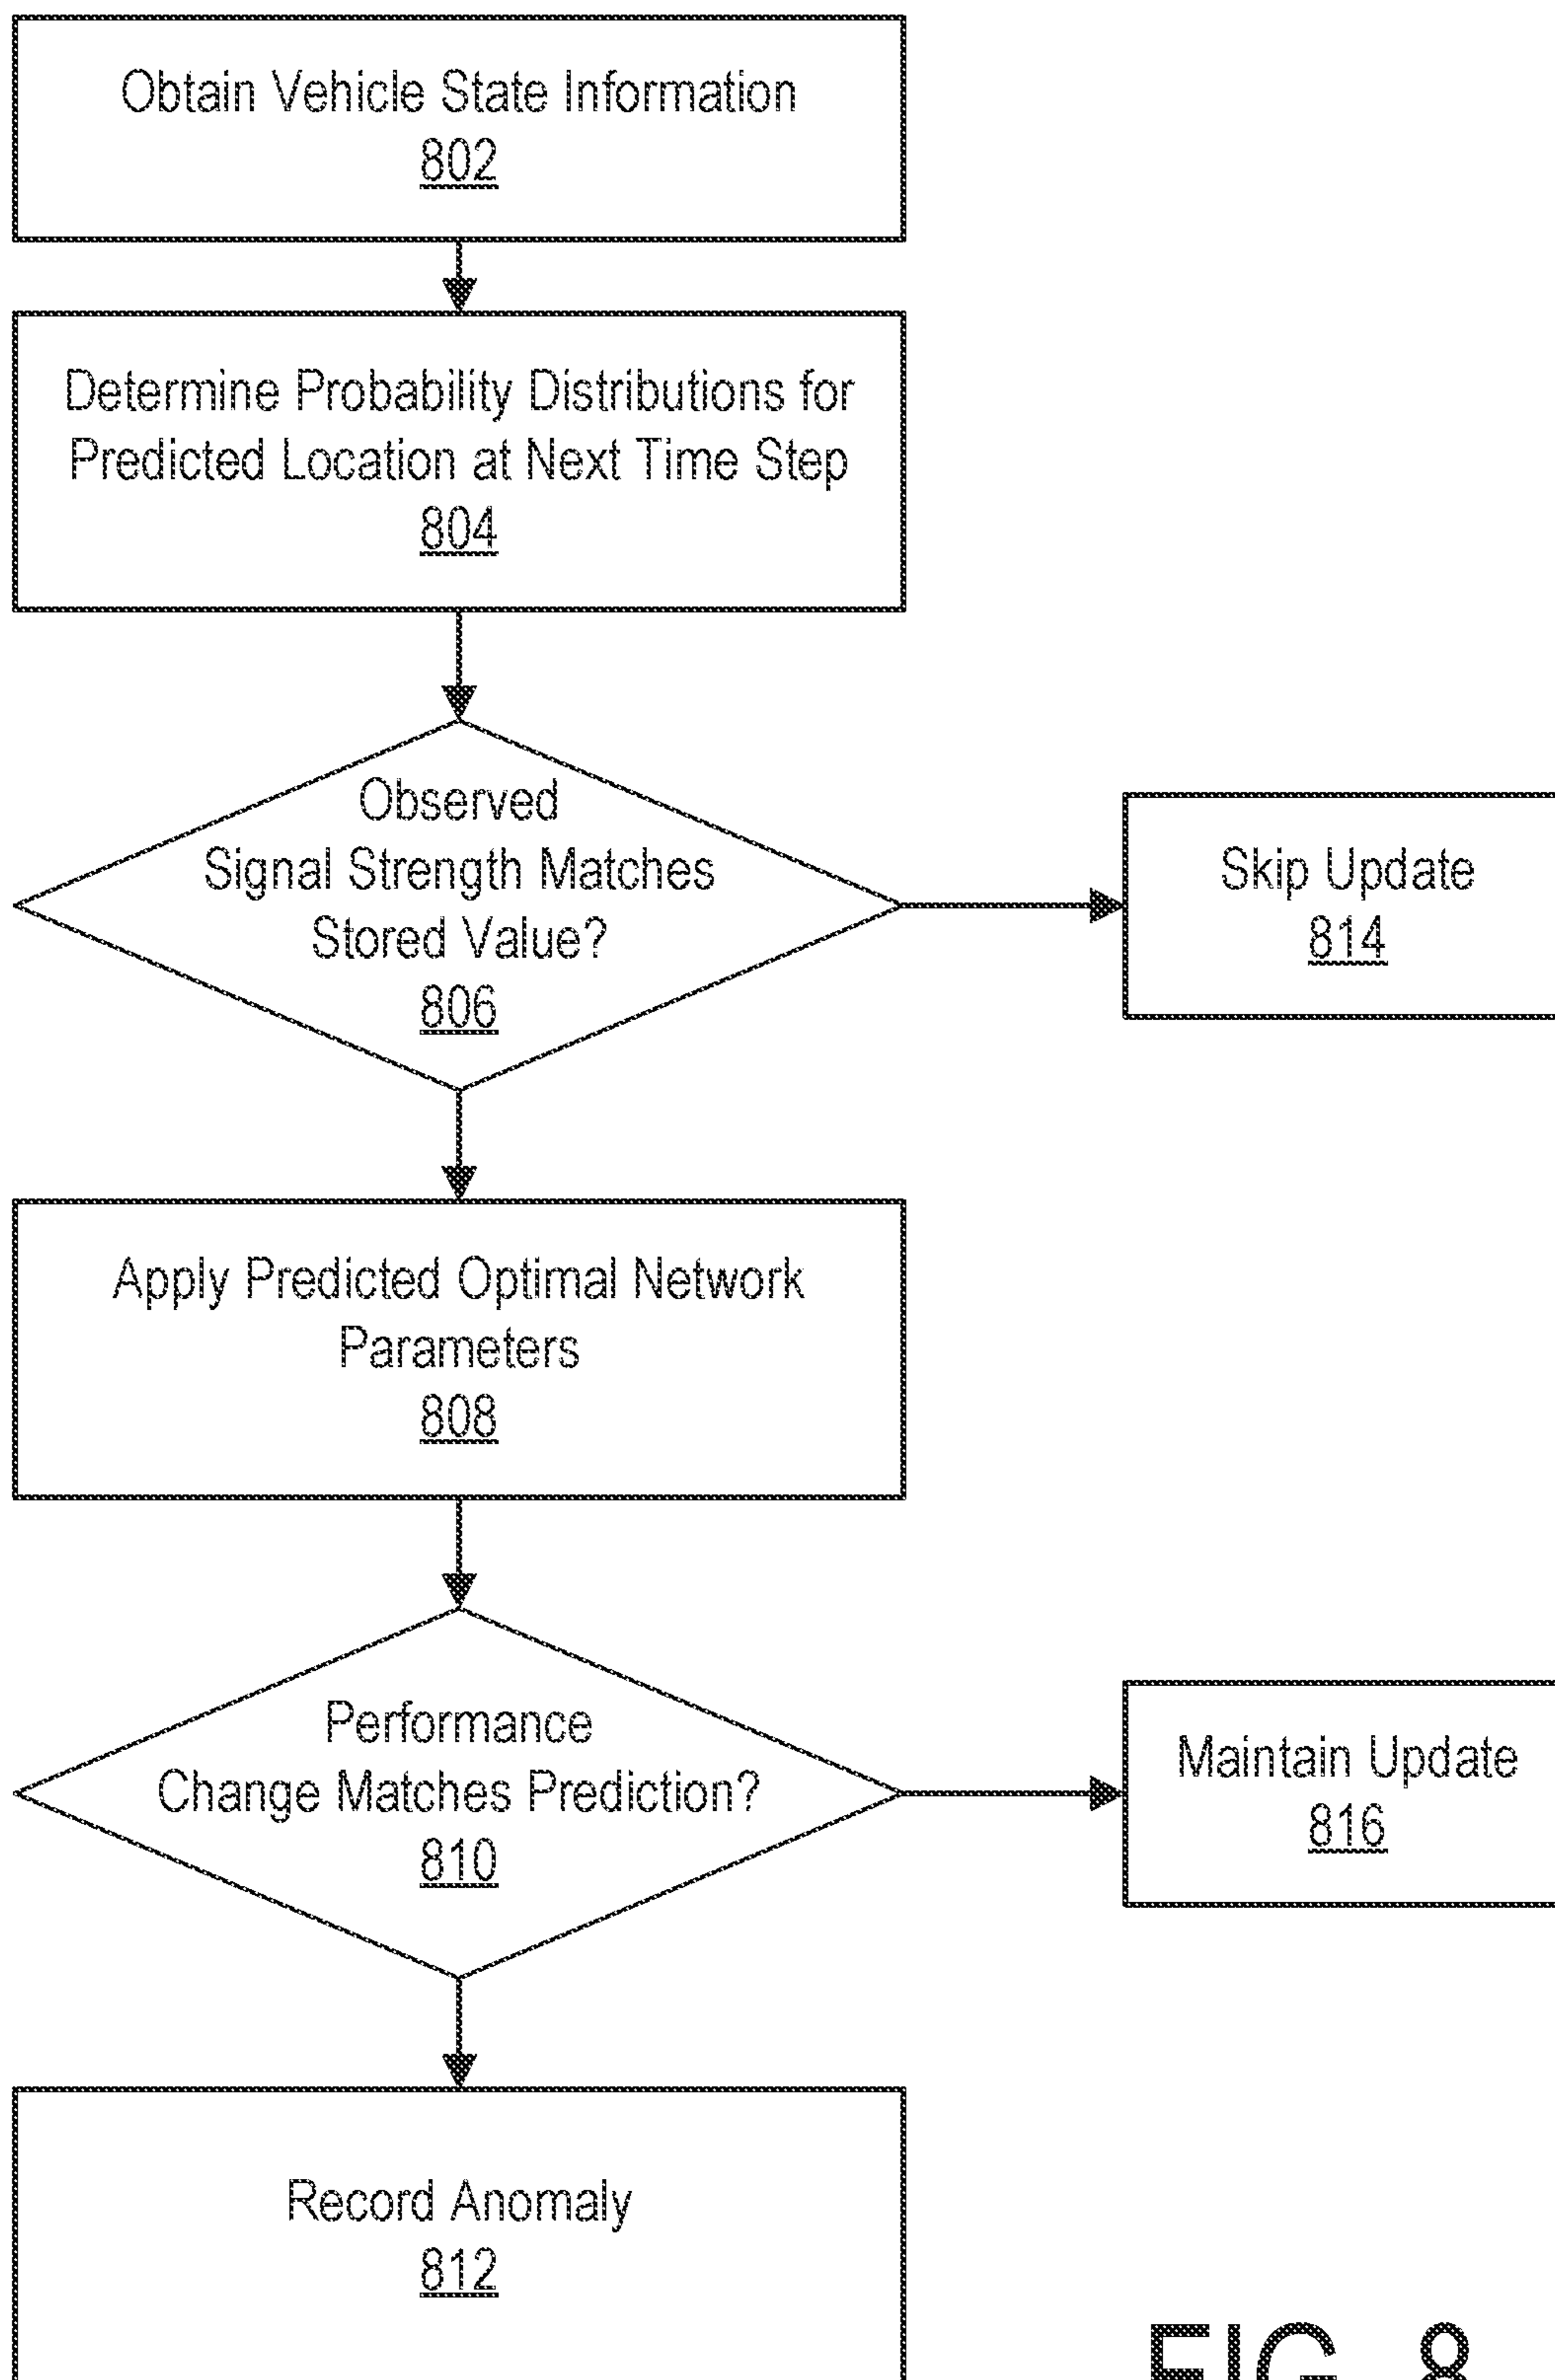 Obtain Vehicle State Information
802
Determine Probability Distributions for
Predicted Location at Next Time Step
804
Observed
Signal Strength Matches
Stored Value?
806
Skip Update
814
Apply Predicted Optimal Network
Parameters
808
Performance
Change Matches Prediction?
810
Maintain Update
816
Record Anomaly
812
FIG. 8